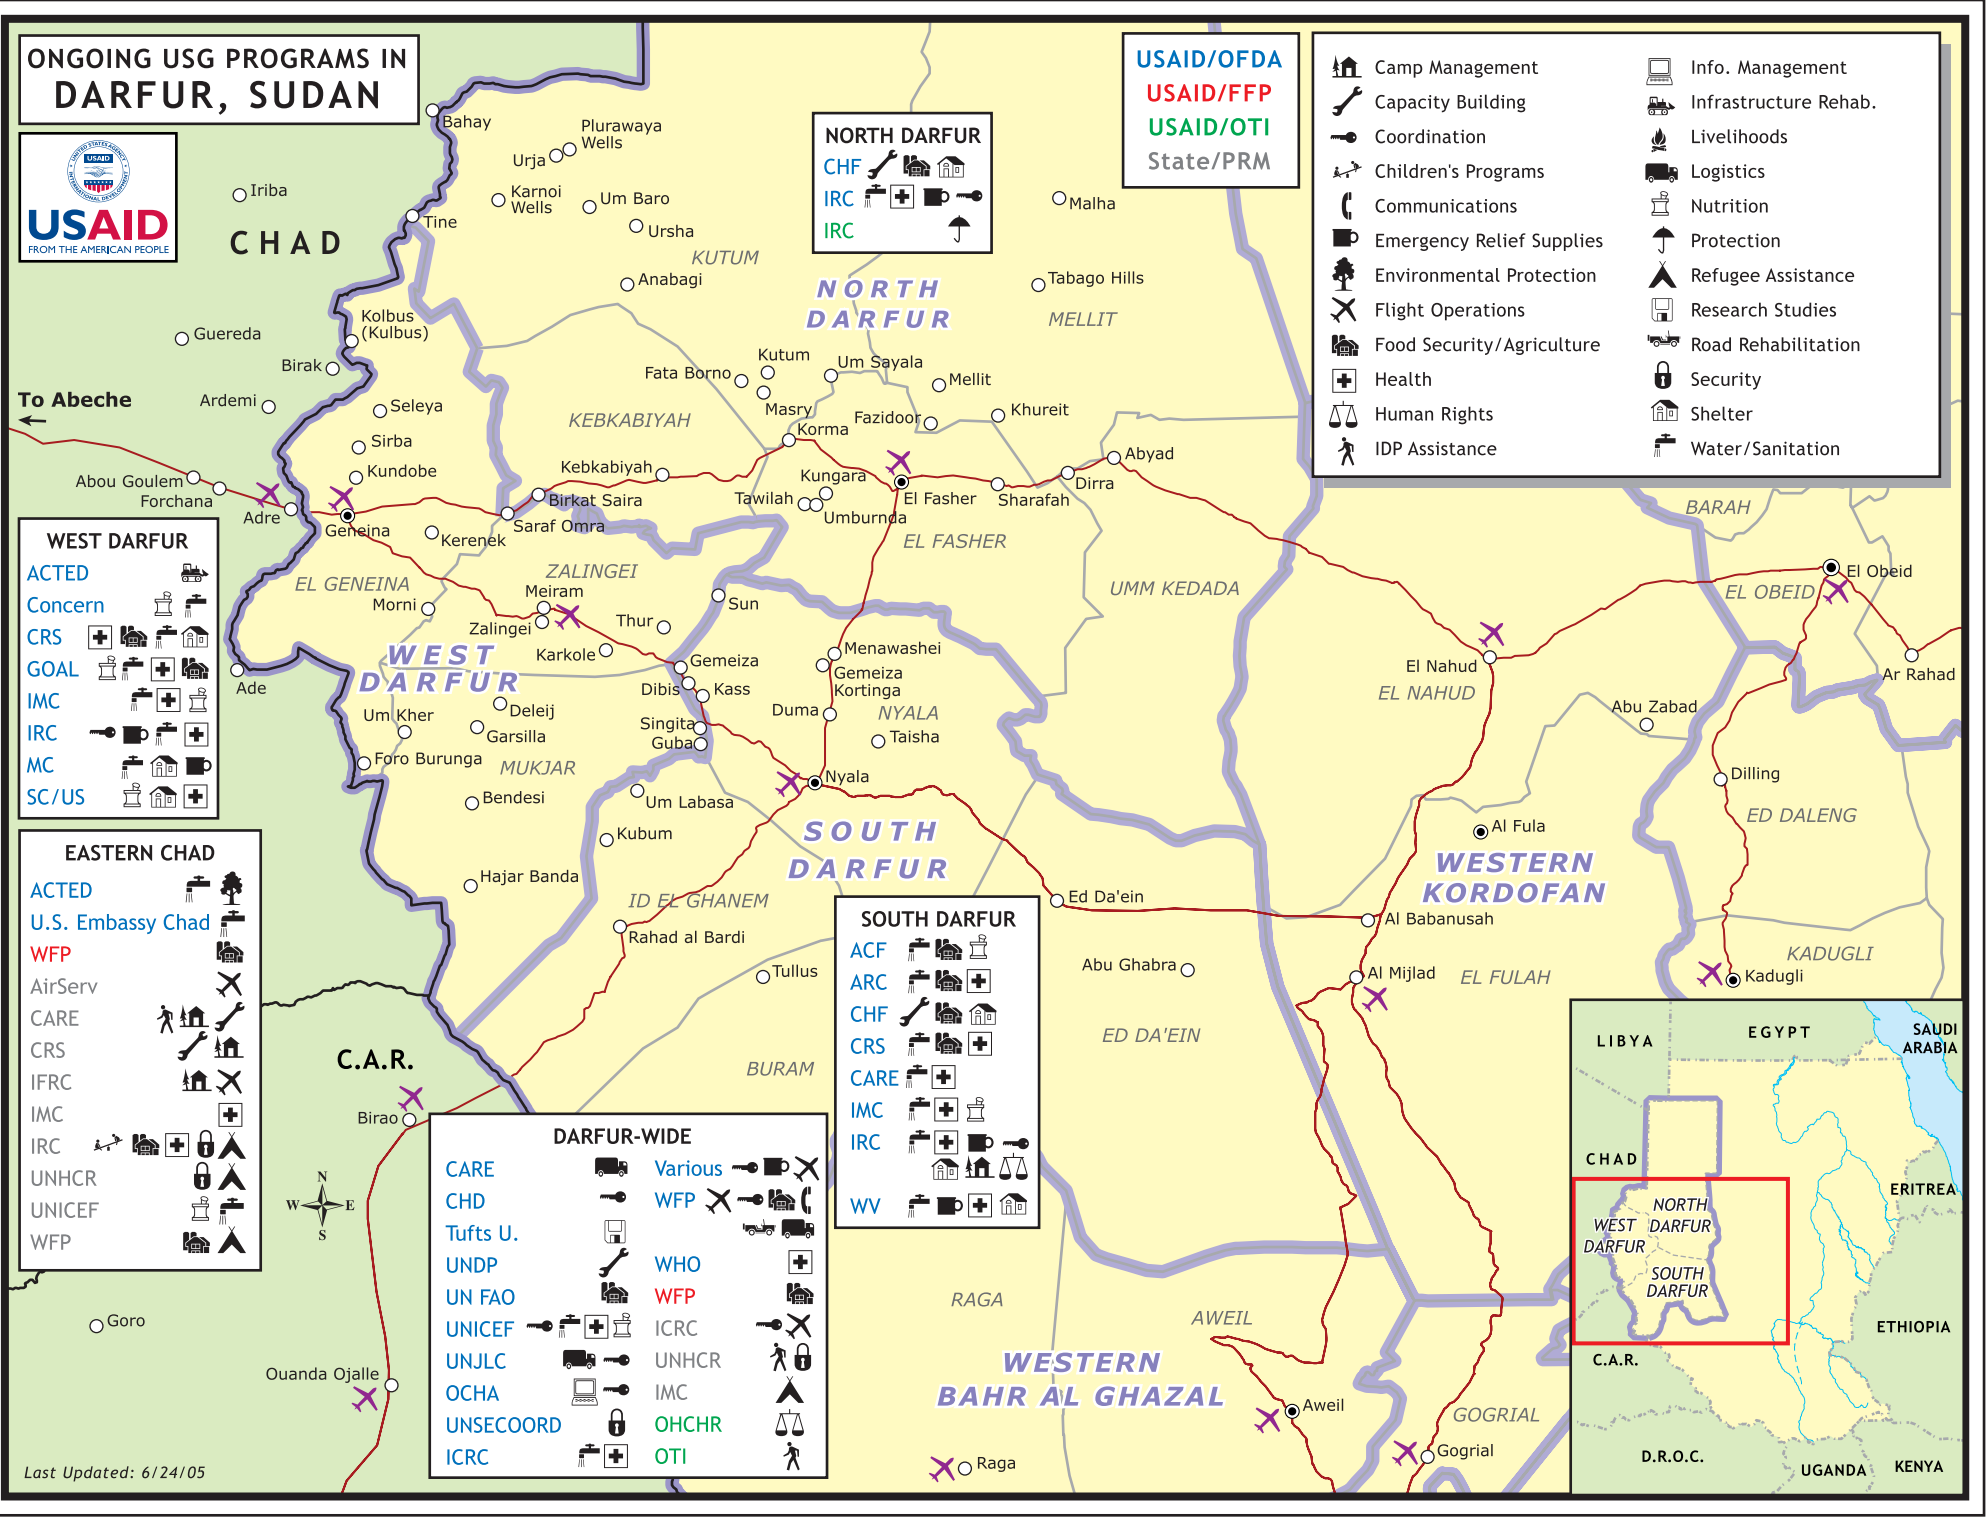 ONGOING USG PROGRAMS IN
DARFUR, SUDAN
UNITED STATES AGENCY
USAID
INTERNATIONAL DEVELOPMENT
USAID
FROM THE AMERICAN PEOPLE
USAID/OFDA
USAID/FFP
USAID/OTI
State/PRM
Camp Management
Capacity Building
Coordination
Children's Programs
Communications
Emergency Relief Supplies
Environmental Protection
Flight Operations
Food Security/Agriculture
Health
Human Rights
IDP Assistance
Info. Management
Infrastructure Rehab.
Livelihoods
Logistics
Nutrition
Protection
Refugee Assistance
Research Studies
Road Rehabilitation
Security
Shelter
Water/Sanitation
NORTH DARFUR
CHF
IRC
IRC
Bahay
Plurawaya
Wells
Urja
Karnoi
Wells
Um Baro
Ursha
Iriba
Tine
CHAD
KUTUM
Anabagi
Malha
Tabago Hills
NORTH
DARFUR
MELLIT
Kolbus
(Kulbus)
Guereda
Birak
Kutum
Um Sayala
Fata Borno
Mellit
Masry
Fazidoor
Khureit
To Abeche
Ardemi
Seleya
KEBKABIYAH
Korma
Sirba
Kundobe
Kebkabiyah
Kungara
Abyad
Abou Goulem
Forchana
Adre
Birkat Saira
Tawilah
El Fasher
Sharafah
Dirra
Umburnda
Geneina
Kerenek
Saraf Omra
EL FASHER
BARAH
EL GENEINA
ZALINGEI
Meiram
UMM KEDADA
El Obeid
EL OBEID
Morni
Zalingei
Thur
Sun
Karkole
Menawashei
Gemeiza
Gemeiza
Kortinga
El Nahud
EL NAHUD
Ar Rahad
WEST
DARFUR
Ade
Dibis
Kass
Um Kher
Deleij
Garsilla
Singita
Guba
Duma
NYALA
Taisha
Abu Zabad
Foro Burunga
MUKJAR
Nyala
Dilling
Bendesi
Um Labasa
Kubum
SOUTH
DARFUR
Al Fula
ED DALENG
WESTERN
KORDOFAN
Hajar Banda
ID EL GHANEM
Ed Da'ein
Al Babanusah
Rahad al Bardi
Tullus
Abu Ghabra
Al Mijlad
EL FULAH
KADUGLI
Kadugli
ED DA'EIN
BURAM
C.A.R.
Birao
RAGA
AWEIL
WESTERN
BAHR AL GHAZAL
Aweil
GOGRIAL
Gogrial
Raga
Goro
Ouanda Ojalle
N
W E
S
WEST DARFUR
ACTED
Concern
CRS
GOAL
IMC
IRC
MC
SC/US
EASTERN CHAD
ACTED
U.S. Embassy Chad
WFP
AirServ
CARE
CRS
IFRC
IMC
IRC
UNHCR
UNICEF
WFP
SOUTH DARFUR
ACF
ARC
CHF
CRS
CARE
IMC
IRC
WV
DARFUR-WIDE
CARE
CHD
Tufts U.
UNDP
UN FAO
UNICEF
UNJLC
OCHA
UNSECOORD
ICRC
Various
WFP
WHO
WFP
ICRC
UNHCR
IMC
OHCHR
OTI
LIBYA
EGYPT
SAUDI
ARABIA
CHAD
ERITREA
NORTH
DARFUR
WEST
DARFUR
SOUTH
DARFUR
ETHIOPIA
C.A.R.
D.R.O.C.
UGANDA
KENYA
Last Updated: 6/24/05